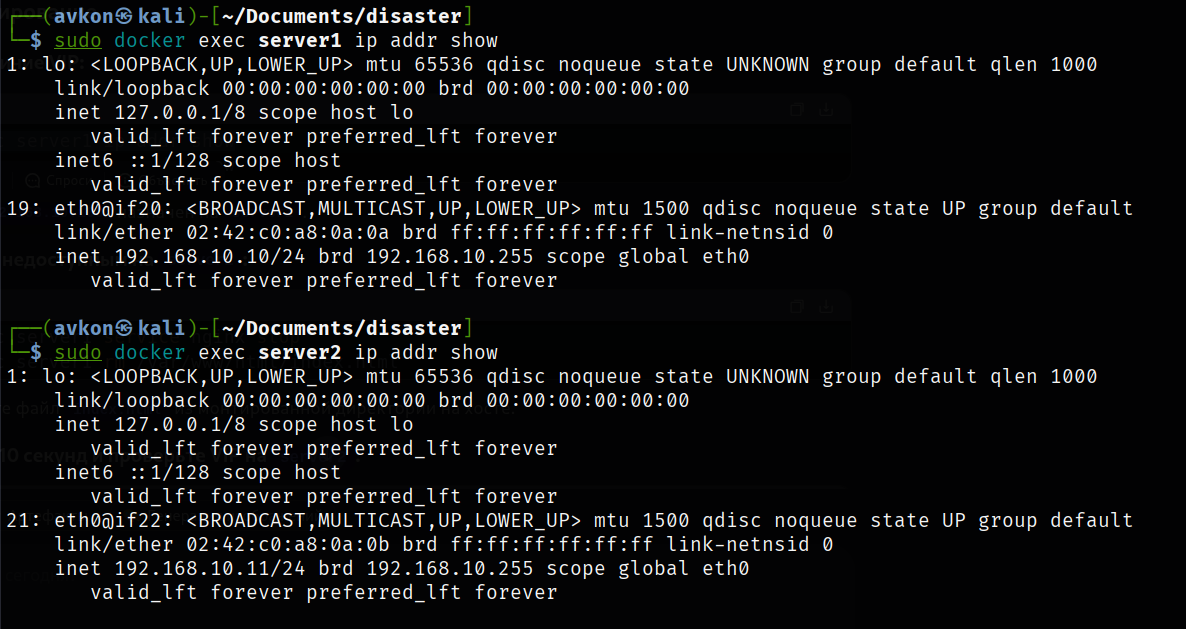 ┌──(avkon㉿kali)-[~/Documents/disaster]
└─$ sudo docker exec server1 ip addr show
1: lo: <LOOPBACK,UP,LOWER_UP> mtu 65536 qdisc noqueue state UNKNOWN group default qlen 1000
    link/loopback 00:00:00:00:00:00 brd 00:00:00:00:00:00
    inet 127.0.0.1/8 scope host lo
       valid_lft forever preferred_lft forever
    inet6 ::1/128 scope host
       valid_lft forever preferred_lft forever
19: eth0@if20: <BROADCAST,MULTICAST,UP,LOWER_UP> mtu 1500 qdisc noqueue state UP group default
    link/ether 02:42:c0:a8:0a:0a brd ff:ff:ff:ff:ff:ff link-netnsid 0
    inet 192.168.10.10/24 brd 192.168.10.255 scope global eth0
       valid_lft forever preferred_lft forever
┌──(avkon㉿kali)-[~/Documents/disaster]
└─$ sudo docker exec server2 ip addr show
1: lo: <LOOPBACK,UP,LOWER_UP> mtu 65536 qdisc noqueue state UNKNOWN group default qlen 1000
    link/loopback 00:00:00:00:00:00 brd 00:00:00:00:00:00
    inet 127.0.0.1/8 scope host lo
       valid_lft forever preferred_lft forever
    inet6 ::1/128 scope host
       valid_lft forever preferred_lft forever
21: eth0@if22: <BROADCAST,MULTICAST,UP,LOWER_UP> mtu 1500 qdisc noqueue state UP group default
    link/ether 02:42:c0:a8:0a:0b brd ff:ff:ff:ff:ff:ff link-netnsid 0
    inet 192.168.10.11/24 brd 192.168.10.255 scope global eth0
       valid_lft forever preferred_lft forever